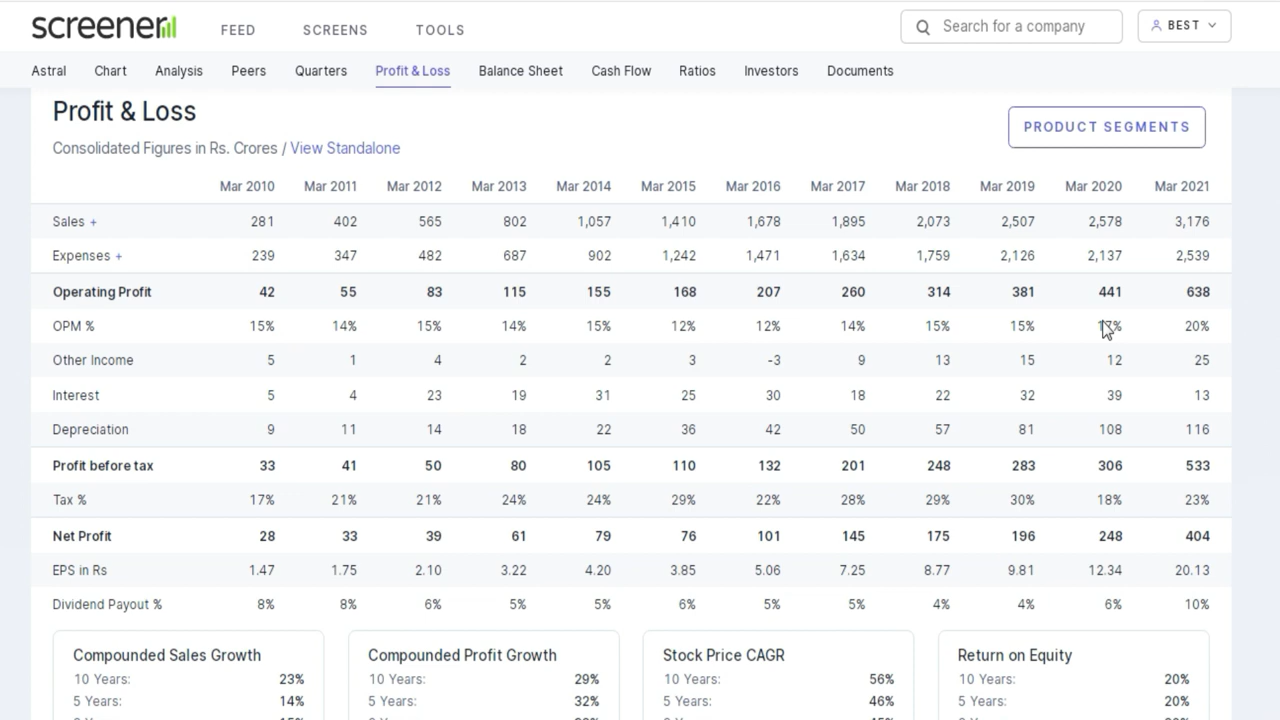 screener
FEED SCREENS TOOLS
Search for a company
BEST
Astral Chart Analysis Peers Quarters Profit & Loss Balance Sheet Cash Flow Ratios Investors Documents
Profit & Loss
PRODUCT SEGMENTS
Consolidated Figures in Rs. Crores / View Standalone
Mar 2010 Mar 2011 Mar 2012 Mar 2013 Mar 2014 Mar 2015 Mar 2016 Mar 2017 Mar 2018 Mar 2019 Mar 2020 Mar 2021
Sales + 281 402 565 802 1,057 1,410 1,678 1,895 2,073 2,507 2,578 3,176
Expenses + 239 347 482 687 902 1,242 1,471 1,634 1,759 2,126 2,137 2,539
Operating Profit 42 55 83 115 155 168 207 260 314 381 441 638
OPM % 15% 14% 15% 14% 15% 12% 12% 14% 15% 15% 20%
Other Income 5 1 4 2 2 3 -3 9 13 15 12 25
Interest 5 4 23 19 31 25 30 18 22 32 39 13
Depreciation 9 11 14 18 22 36 42 50 57 81 108 116
Profit before tax 33 41 50 80 105 110 132 201 248 283 306 533
Tax % 17% 21% 21% 24% 24% 29% 22% 28% 29% 30% 18% 23%
Net Profit 28 33 39 61 79 76 101 145 175 196 248 404
EPS in Rs 1.47 1.75 2.10 3.22 4.20 3.85 5.06 7.25 8.77 9.81 12.34 20.13
Dividend Payout % 8% 8% 6% 5% 5% 6% 5% 5% 4% 4% 6% 10%
Compounded Sales Growth Compounded Profit Growth Stock Price CAGR Return on Equity
10 Years: 23% 10 Years: 29% 10 Years: 56% 10 Years: 20%
5 Years: 14% 5 Years: 32% 5 Years: 46% 5 Years: 20%